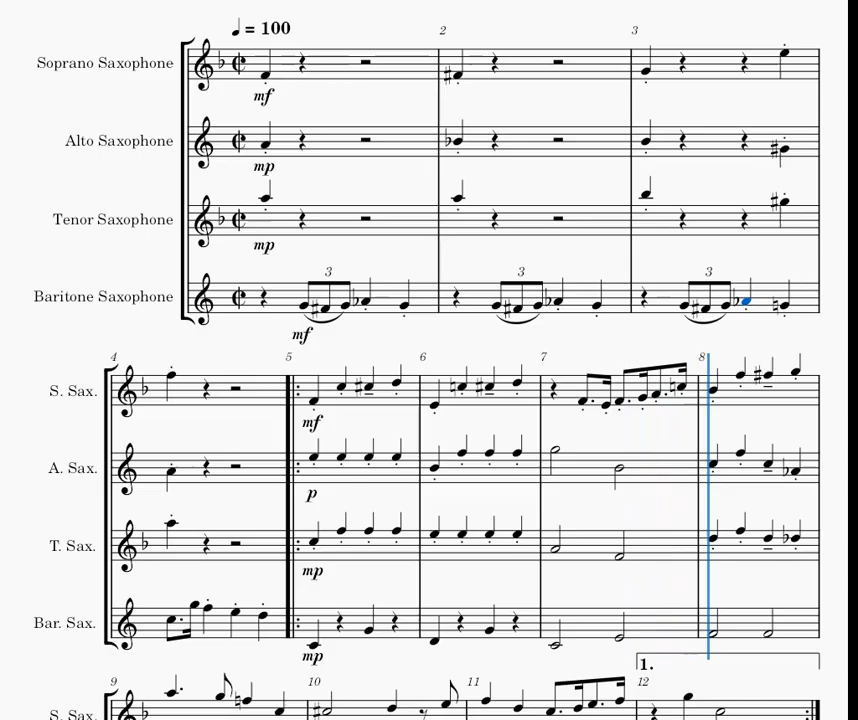 ♩ = 100
2
3
Soprano Saxophone
mf
Alto Saxophone
mp
Tenor Saxophone
mp
3
3
3
Baritone Saxophone
mf
4
5
6
7
8
S. Sax.
mf
A. Sax.
p
T. Sax.
mp
Bar. Sax.
mp
1.
9
10
11
12
S. Sax.